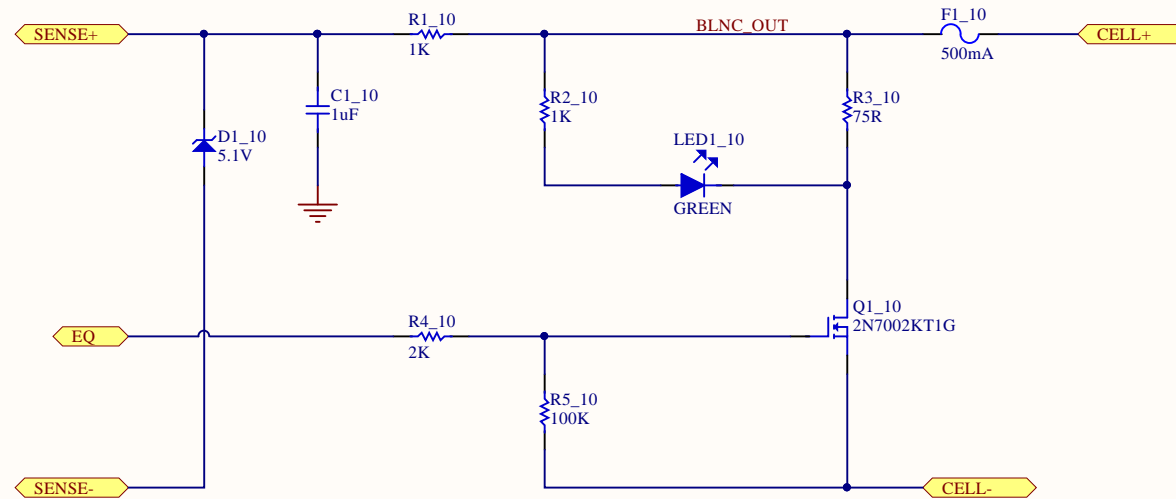 SENSE+
R1_10
1K
BLNC_OUT
F1_10
500mA
CELL+
D1_10
5.1V
C1_10
1uF
R2_10
1K
LED1_10
GREEN
R3_10
75R
EQ
R4_10
2K
Q1_10
2N7002KT1G
R5_10
100K
SENSE-
CELL-